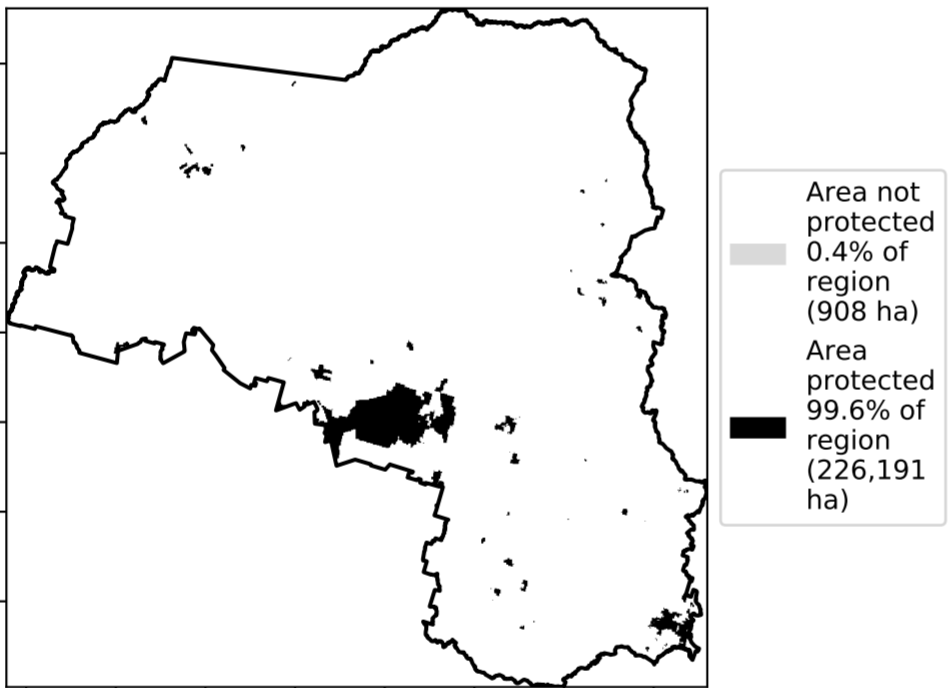 Area not
protected
0.4% of
region
(908 ha)
Area
protected
99.6% of
region
(226,191
ha)